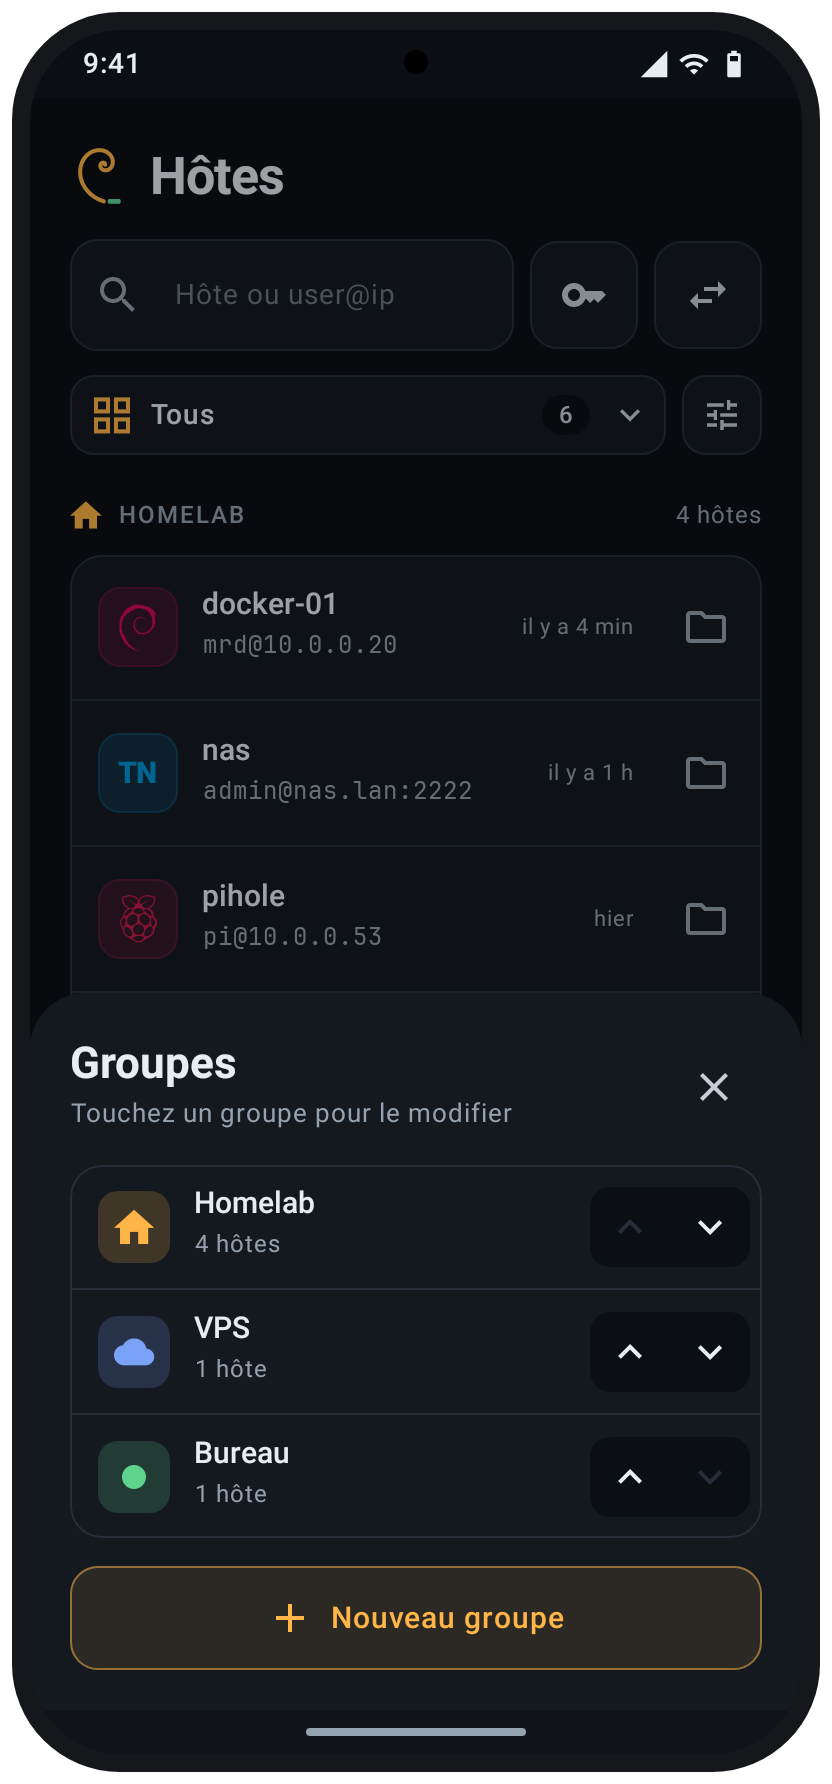 9:41
Hôtes
Hôte ou user@ip
Tous 6
HOMELAB 4 hôtes
docker-01
mrd@10.0.0.20
il y a 4 min
TN
nas
admin@nas.lan:2222
il y a 1 h
pihole
pi@10.0.0.53
hier
Groupes
Touchez un groupe pour le modifier
Homelab
4 hôtes
VPS
1 hôte
Bureau
1 hôte
Nouveau groupe